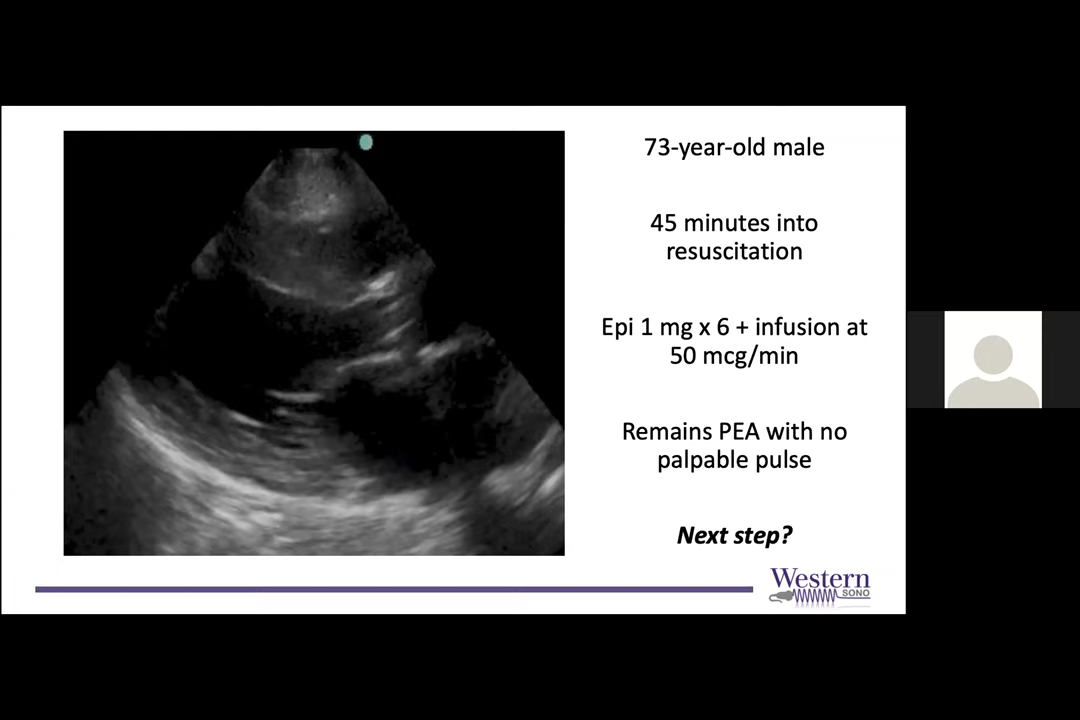 73-year-old male
45 minutes into
resuscitation
Epi 1 mg x 6 + infusion at
50 mcg/min
Remains PEA with no
palpable pulse
Next step?
Western
SONO